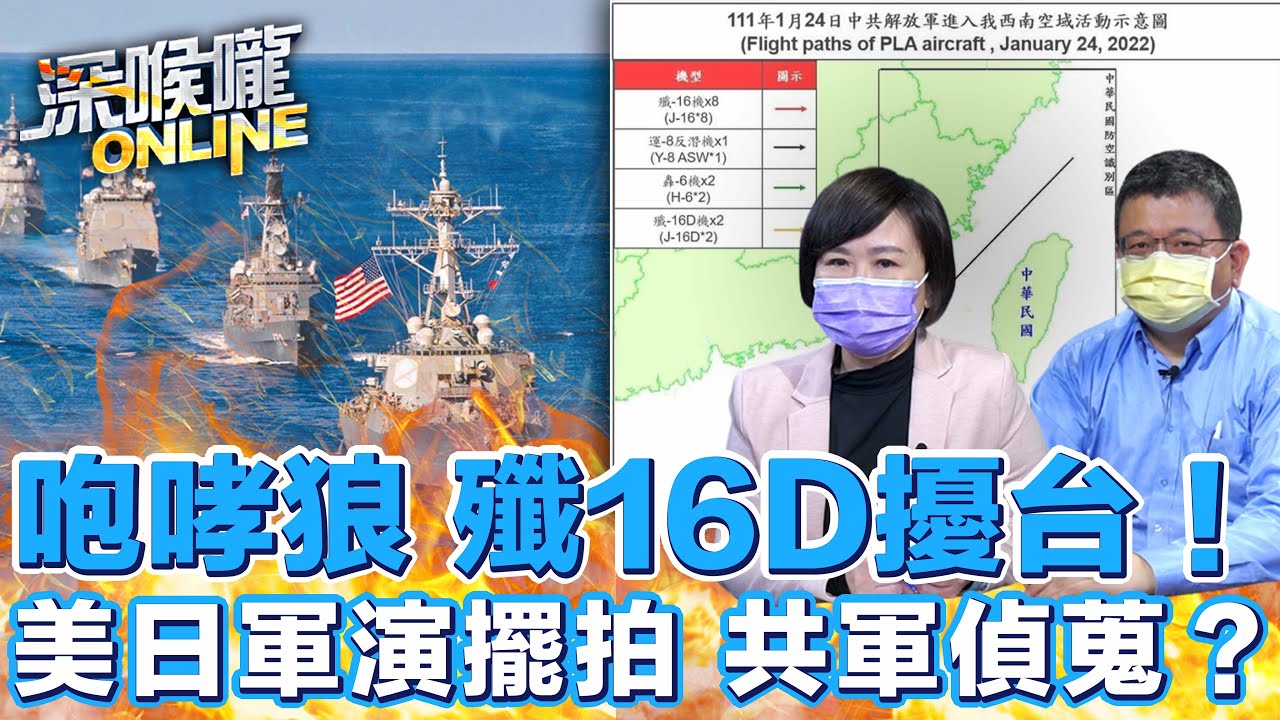 深喉嚨
ONLINE
111年1月24日中共解放軍進入我西南空域活動示意圖
(Flight paths of PLA aircraft , January 24, 2022)
機型 圖示
殲-16機x8
(J-16*8)
運-8反潛機x1
(Y-8 ASW*1)
轟-6機x2
(H-6*2)
殲-16D機x2
(J-16D*2)
中華民國防空識別區
中華民國
咆哮狼 殲16D擾台！
美日軍演擺拍 共軍偵蒐？